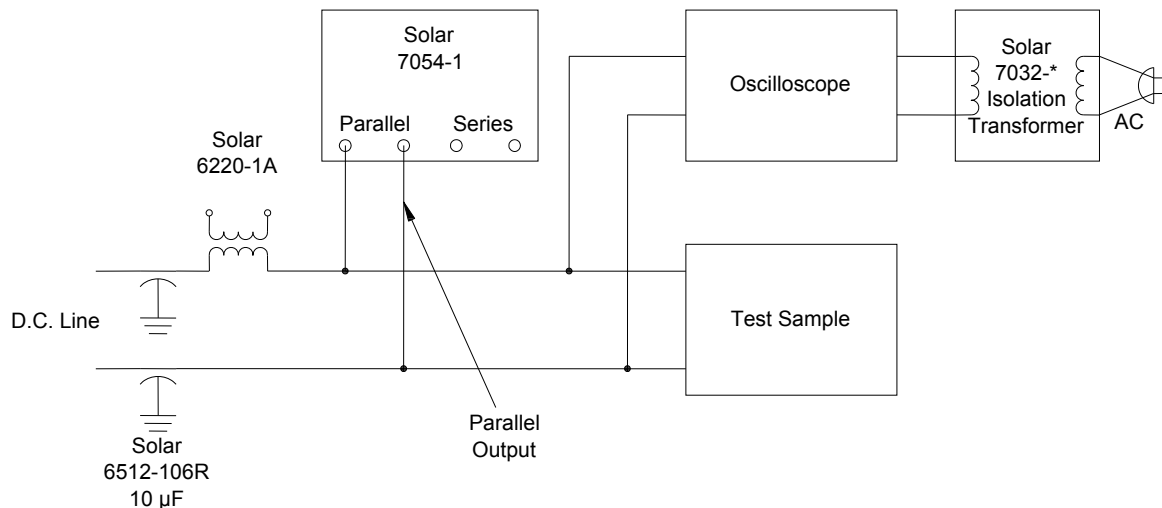 Solar
7054-1
Parallel
Series
Solar
6220-1A
Oscilloscope
Solar
7032-*
Isolation
Transformer
AC
D.C. Line
Test Sample
Parallel
Output
Solar
6512-106R
10 µF